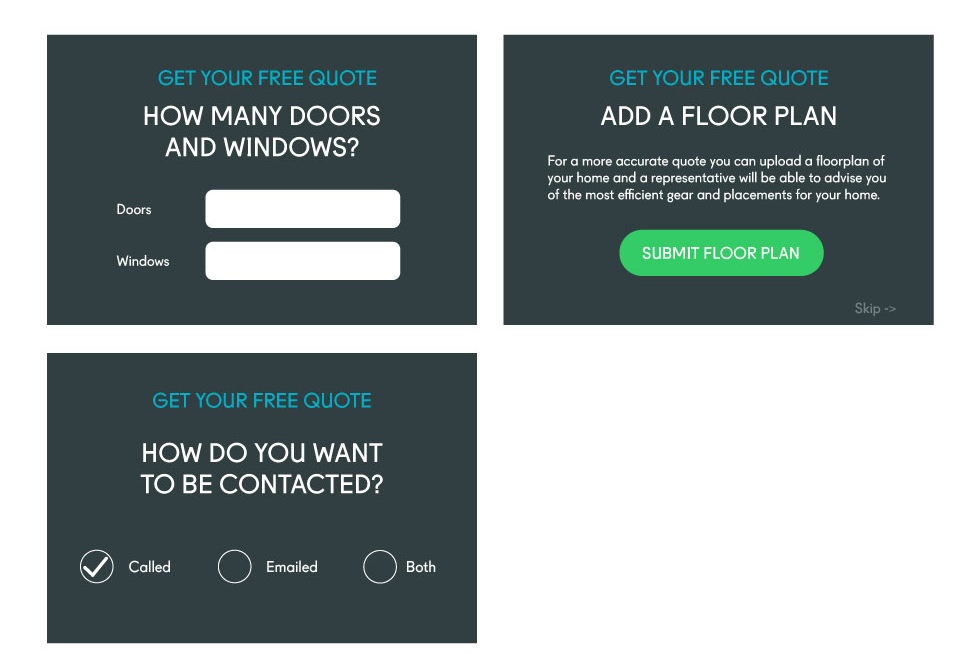 GET YOUR FREE QUOTE
HOW MANY DOORS
AND WINDOWS?
Doors
Windows
GET YOUR FREE QUOTE
ADD A FLOOR PLAN
For a more accurate quote you can upload a floorplan of
your home and a representative will be able to advise you
of the most efficient gear and placements for your home.
SUBMIT FLOOR PLAN
Skip ->
GET YOUR FREE QUOTE
HOW DO YOU WANT
TO BE CONTACTED?
Called
Emailed
Both